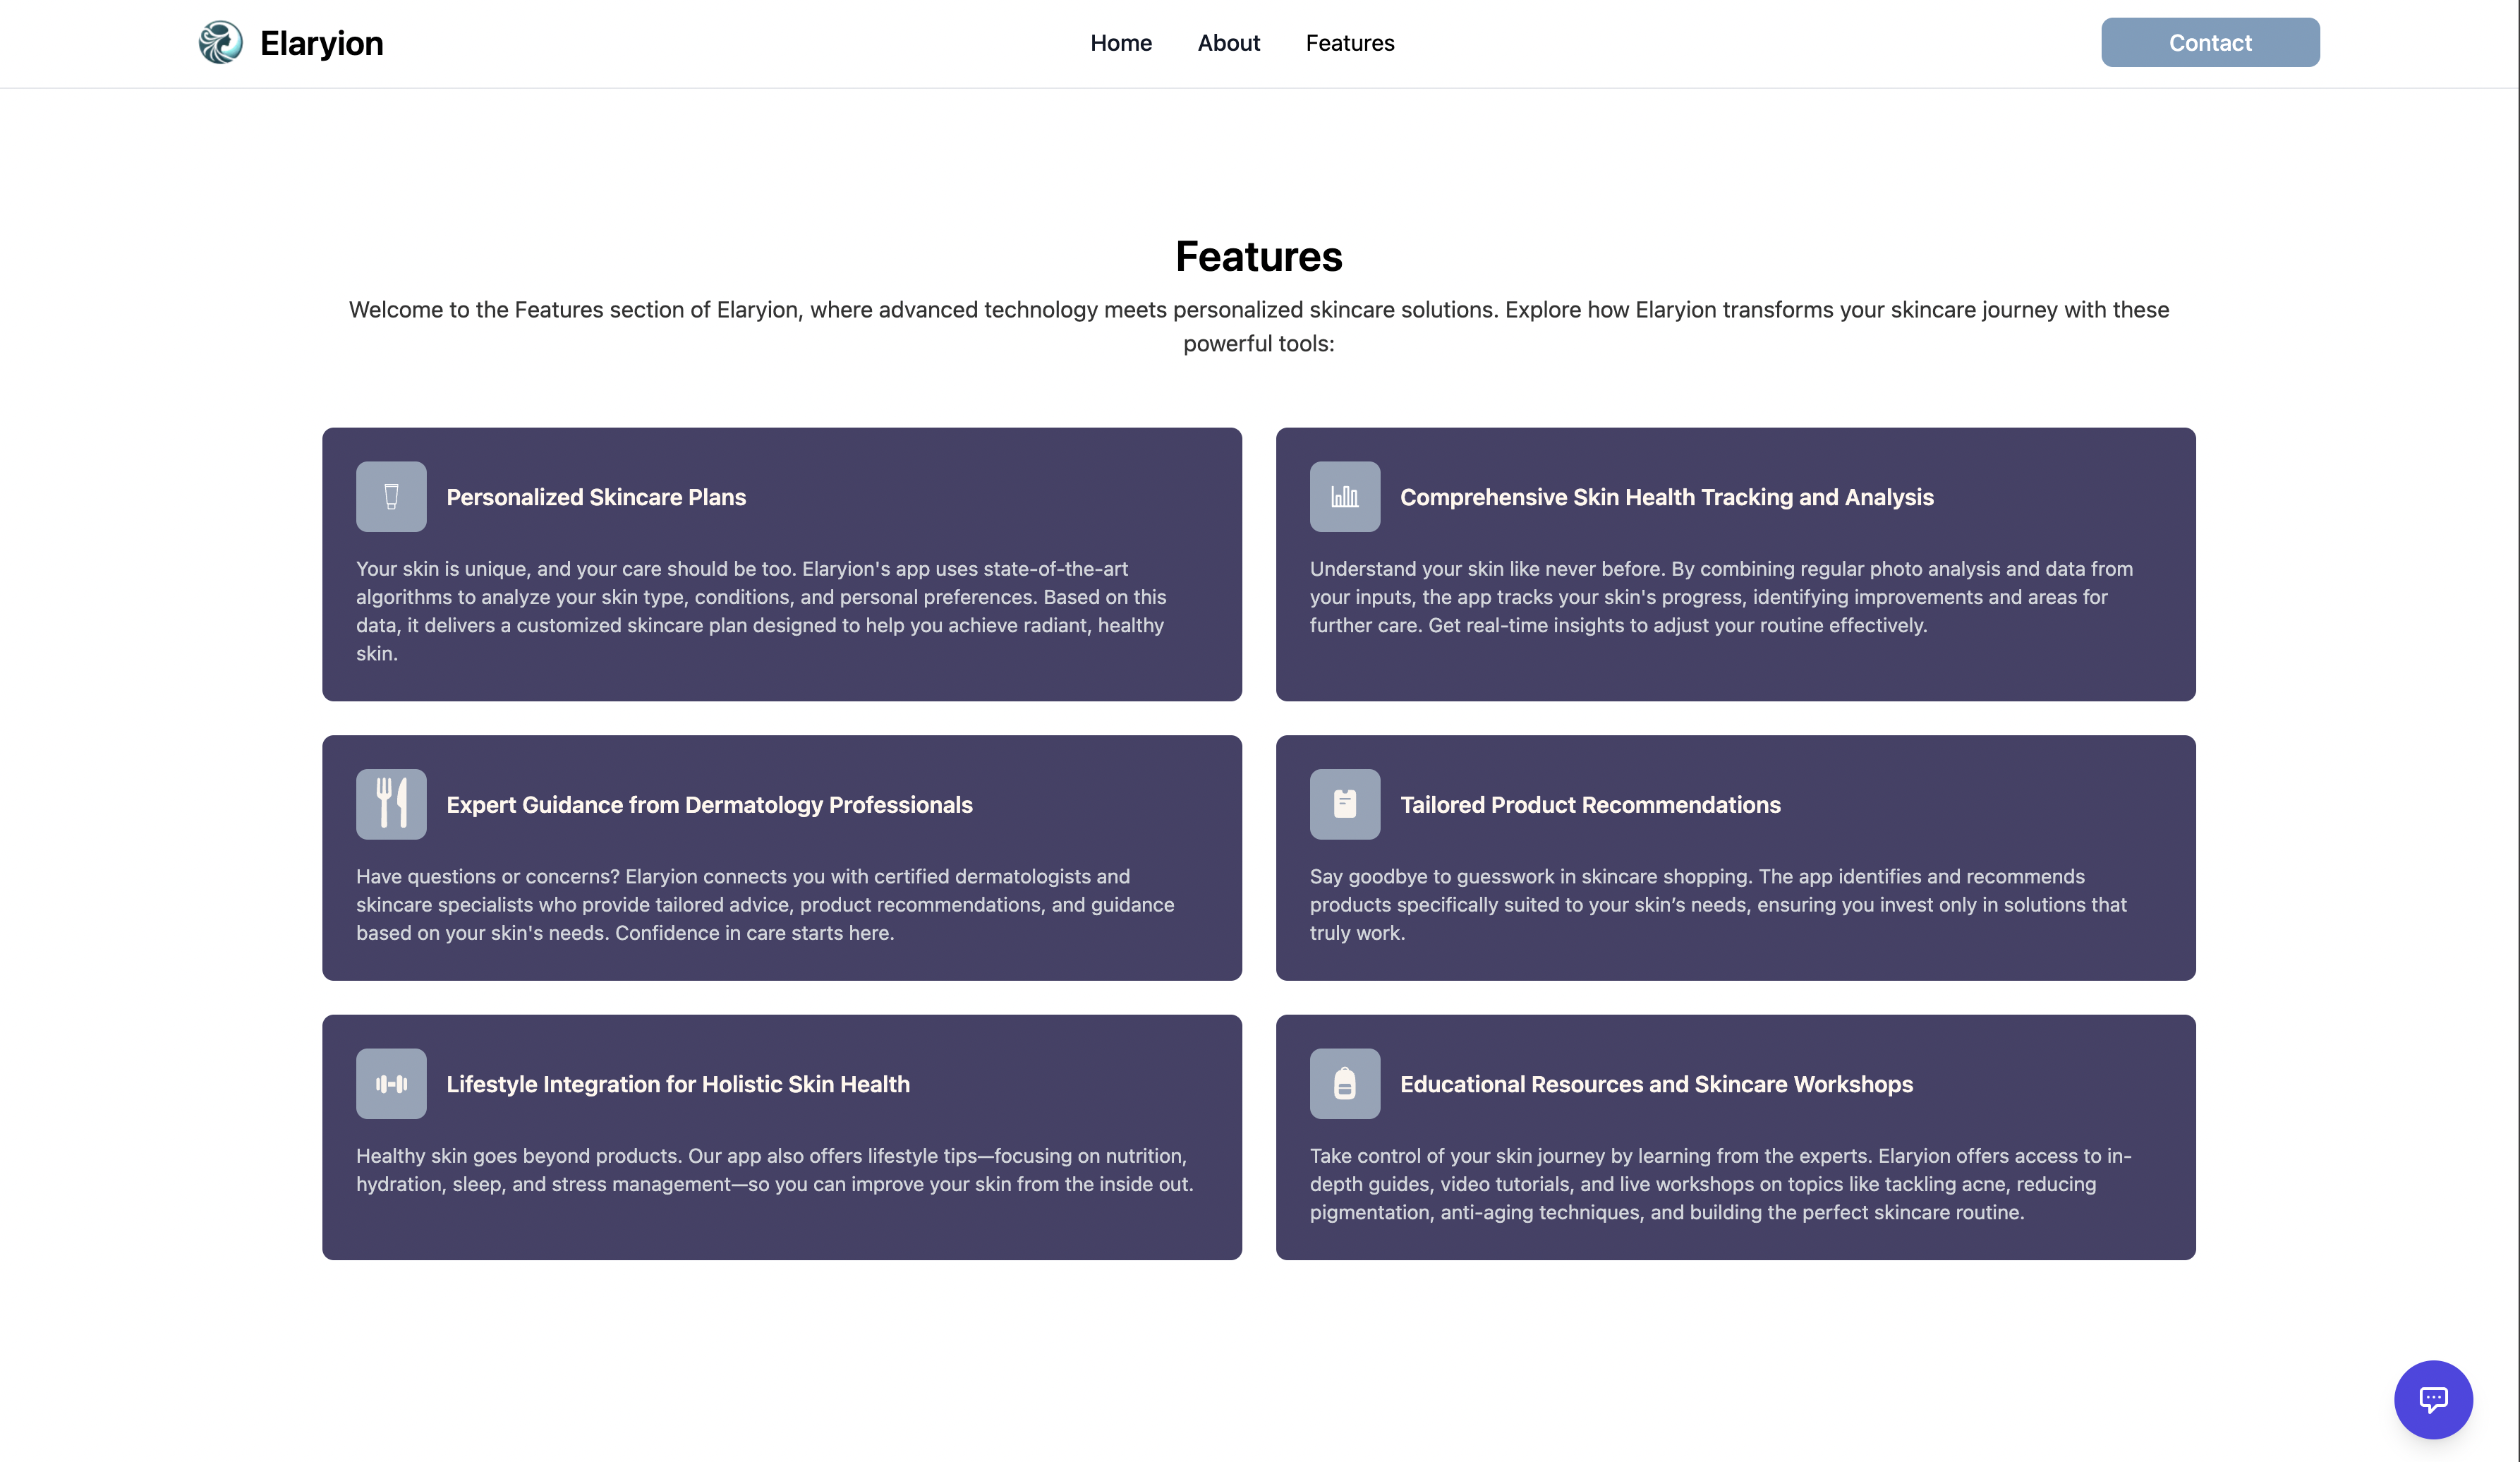 Elaryion
Home
About
Features
Contact
Features
Welcome to the Features section of Elaryion, where advanced technology meets personalized skincare solutions. Explore how Elaryion transforms your skincare journey with these
powerful tools:
Personalized Skincare Plans
Your skin is unique, and your care should be too. Elaryion's app uses state-of-the-art
algorithms to analyze your skin type, conditions, and personal preferences. Based on this
data, it delivers a customized skincare plan designed to help you achieve radiant, healthy
skin.
Comprehensive Skin Health Tracking and Analysis
Understand your skin like never before. By combining regular photo analysis and data from
your inputs, the app tracks your skin's progress, identifying improvements and areas for
further care. Get real-time insights to adjust your routine effectively.
Expert Guidance from Dermatology Professionals
Have questions or concerns? Elaryion connects you with certified dermatologists and
skincare specialists who provide tailored advice, product recommendations, and guidance
based on your skin's needs. Confidence in care starts here.
Tailored Product Recommendations
Say goodbye to guesswork in skincare shopping. The app identifies and recommends
products specifically suited to your skin’s needs, ensuring you invest only in solutions that
truly work.
Lifestyle Integration for Holistic Skin Health
Healthy skin goes beyond products. Our app also offers lifestyle tips—focusing on nutrition,
hydration, sleep, and stress management—so you can improve your skin from the inside out.
Educational Resources and Skincare Workshops
Take control of your skin journey by learning from the experts. Elaryion offers access to in-
depth guides, video tutorials, and live workshops on topics like tackling acne, reducing
pigmentation, anti-aging techniques, and building the perfect skincare routine.